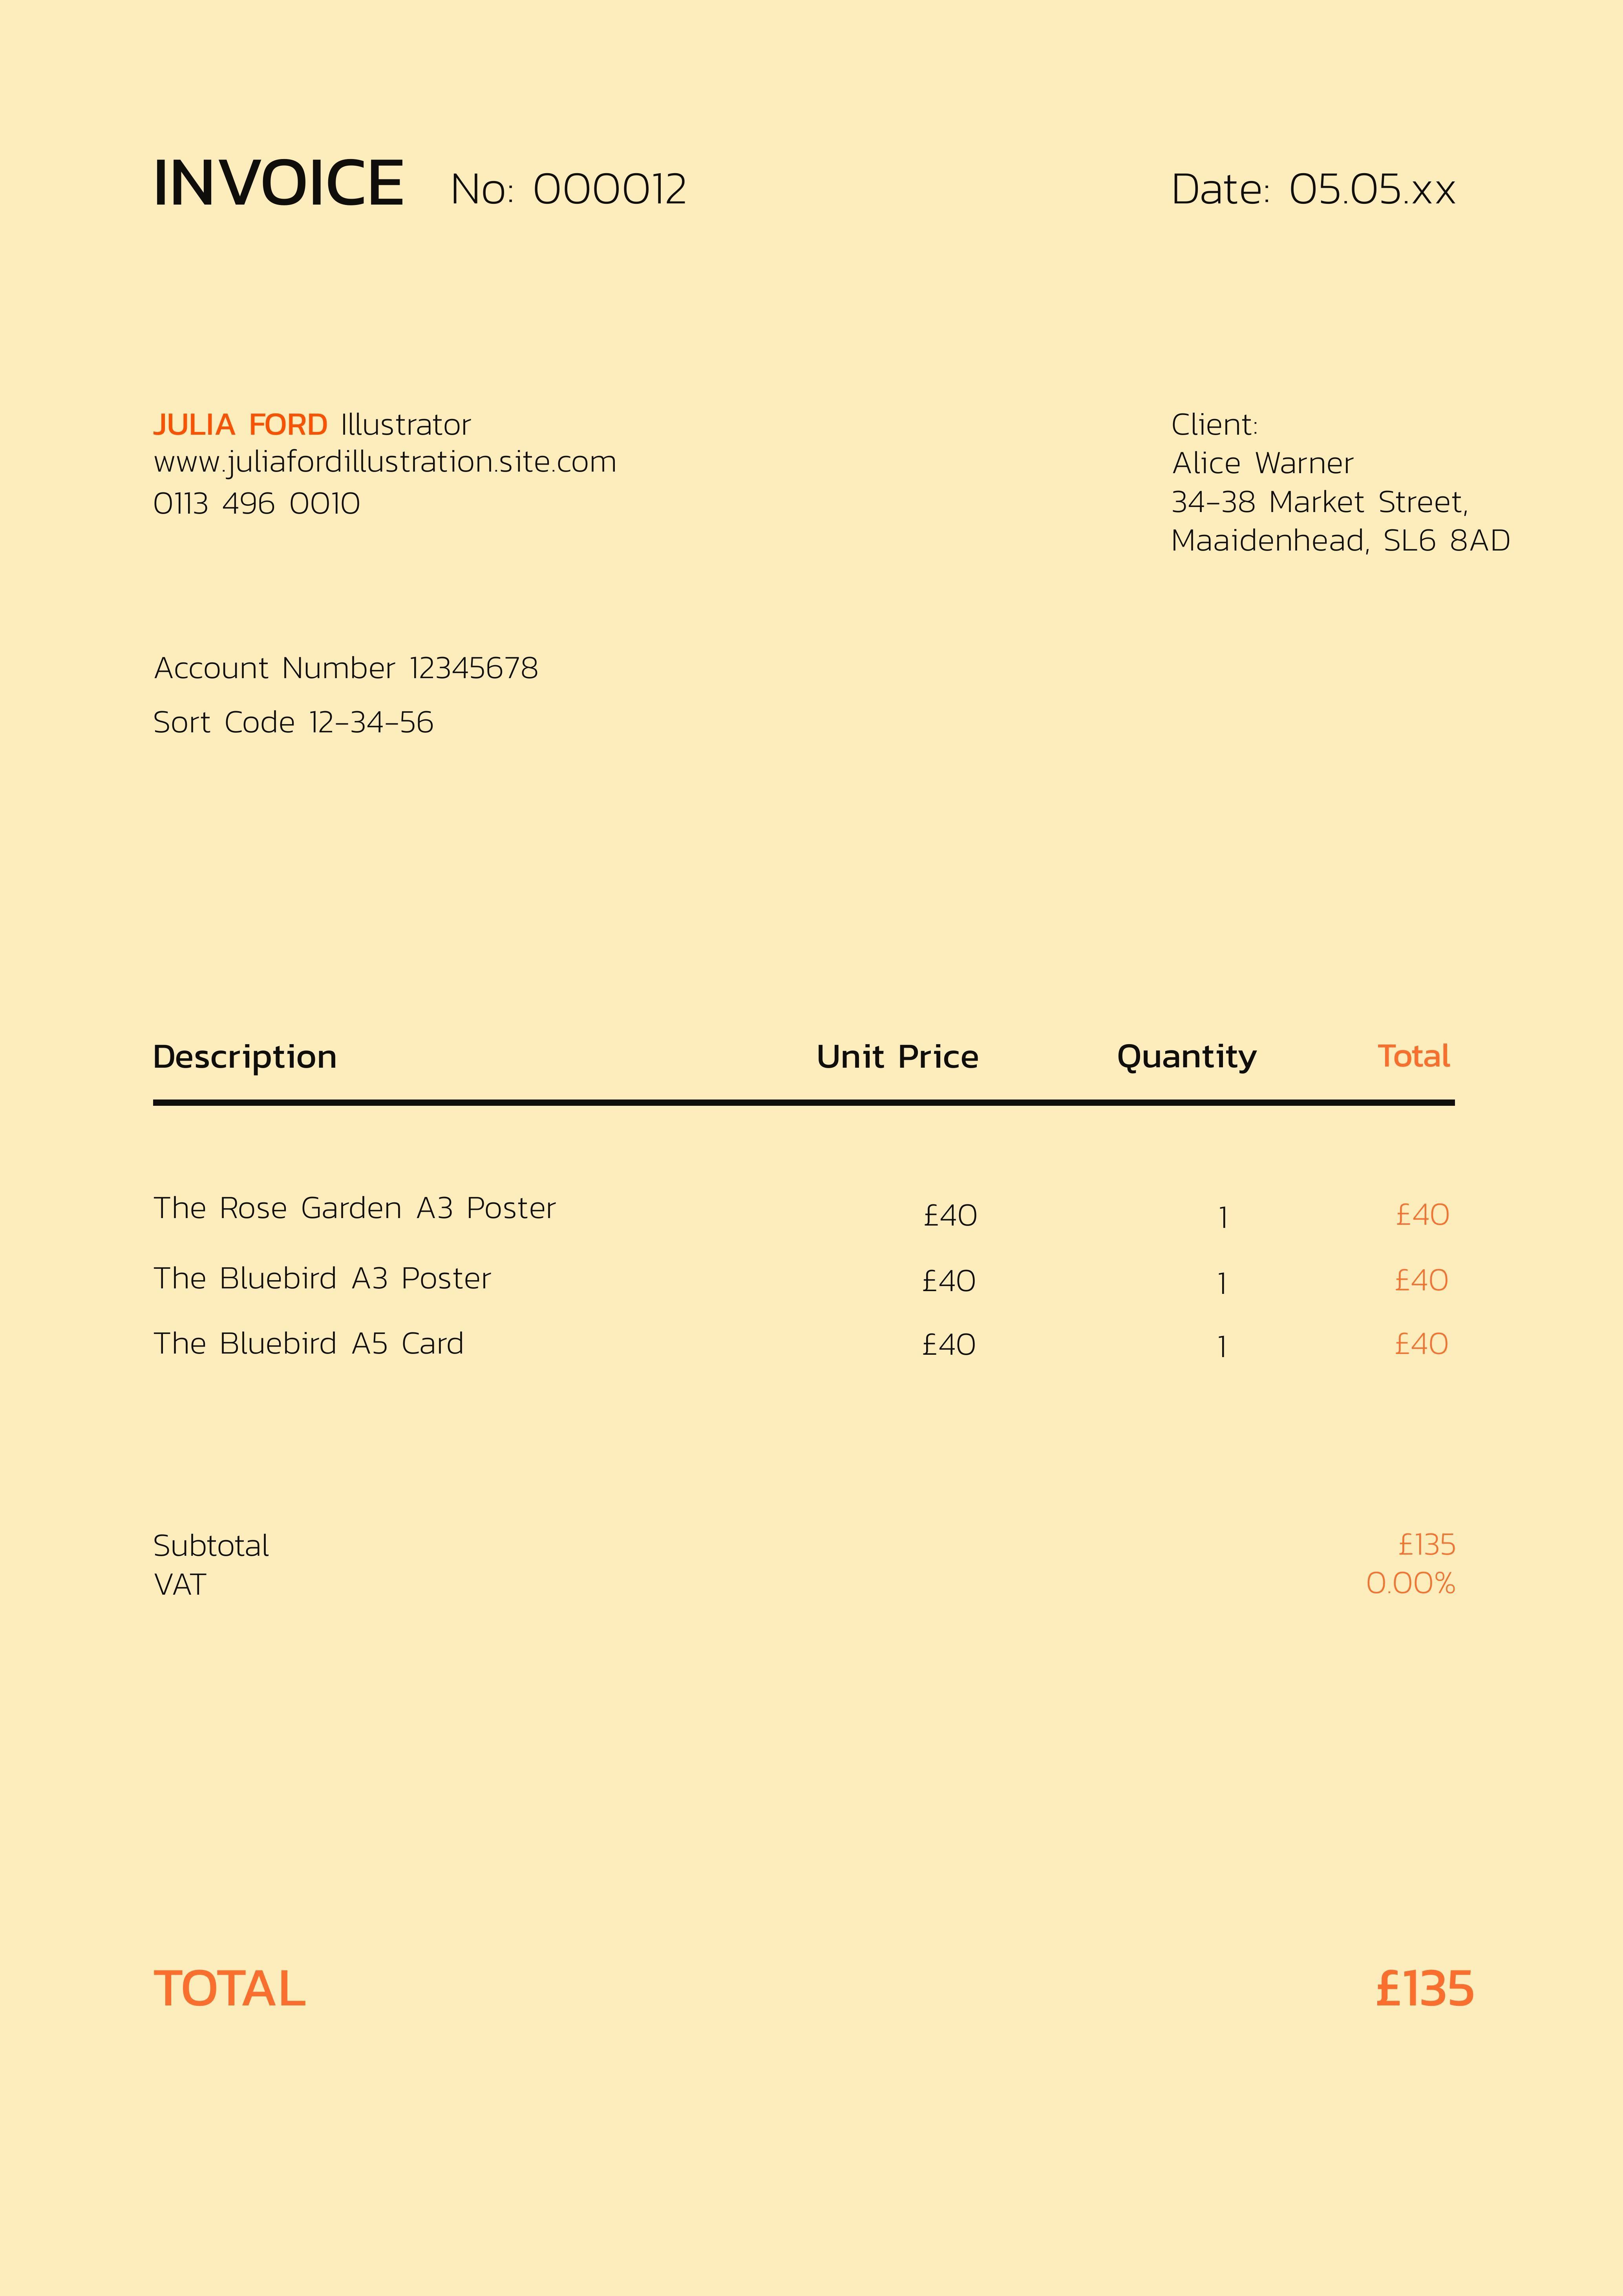 INVOICE No: 000012 Date: 05.05.xx
JULIA FORD Illustrator
www.juliafordillustration.site.com
0113 496 0010
Client:
Alice Warner
34-38 Market Street,
Maaidenhead, SL6 8AD
Account Number 12345678
Sort Code 12-34-56
Description Unit Price Quantity Total
The Rose Garden A3 Poster £40 1 £40
The Bluebird A3 Poster £40 1 £40
The Bluebird A5 Card £40 1 £40
Subtotal £135
VAT 0.00%
TOTAL £135